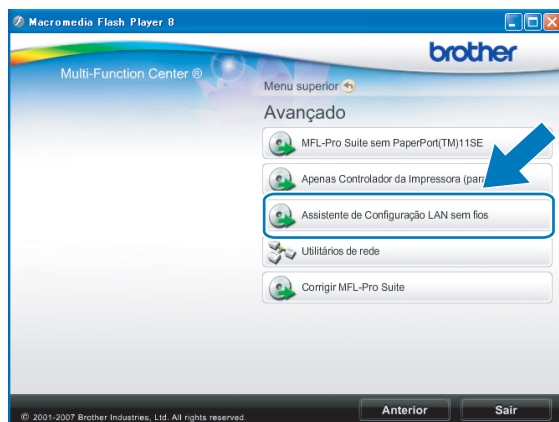 Macromedia Flash Player 8
brother
Multi-Function Center ®
Menu superior
Avançado
MFL-Pro Suite sem PaperPort(TM)11SE
Apenas Controlador da Impressora (para
Assistente de Configuração LAN sem fios
Utilitários de rede
Corrigir MFL-Pro Suite
© 2001-2007 Brother Industries, Ltd. All rights reserved.
Anterior
Sair